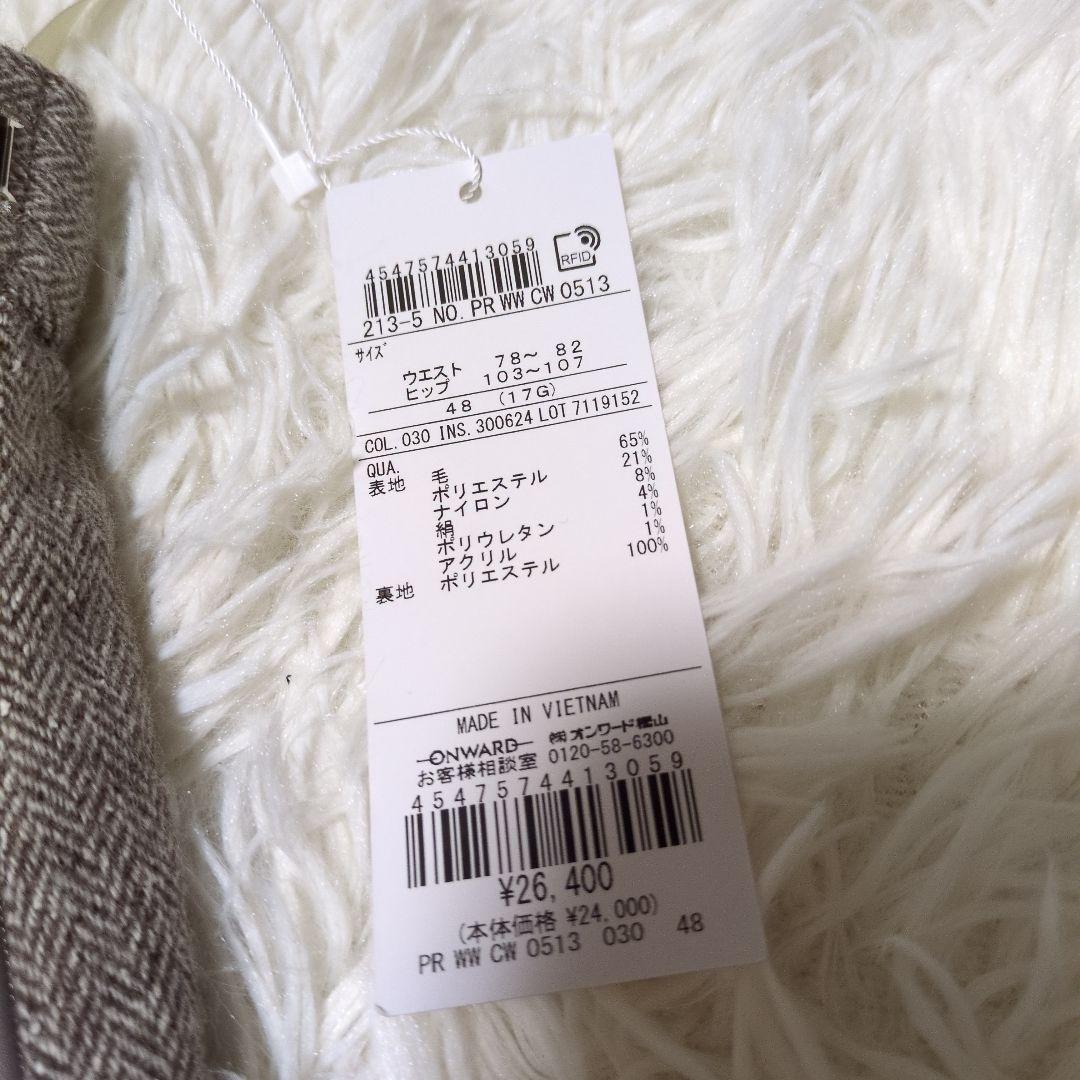 4547574413059
RFID
213-5 NO. PR WW CW 0513
サイズ
ウエスト 78～ 82
ヒップ 103～107
48 (17G)
COL. 030 INS. 300624 LOT 7119152
QUA.
表地 毛 65%
ポリエステル 21%
ナイロン 8%
絹 4%
ポリウレタン 1%
アクリル 1%
裏地 ポリエステル 100%
MADE IN VIETNAM
ONWARD ㈱オンワード樫山
お客様相談室 0120-58-6300
4547574413059
¥26,400
(本体価格 ¥24,000)
PR WW CW 0513 030 48